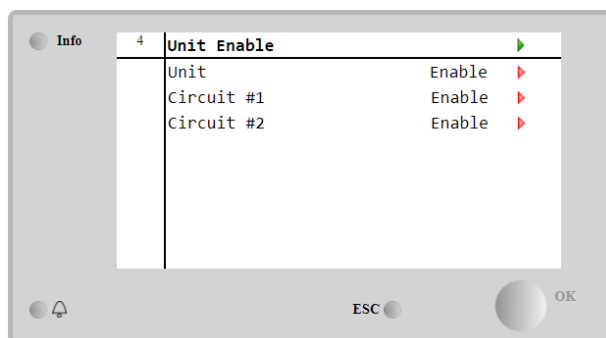 Info
4 Unit Enable
Unit Enable
Circuit #1 Enable
Circuit #2 Enable
ESC
OK